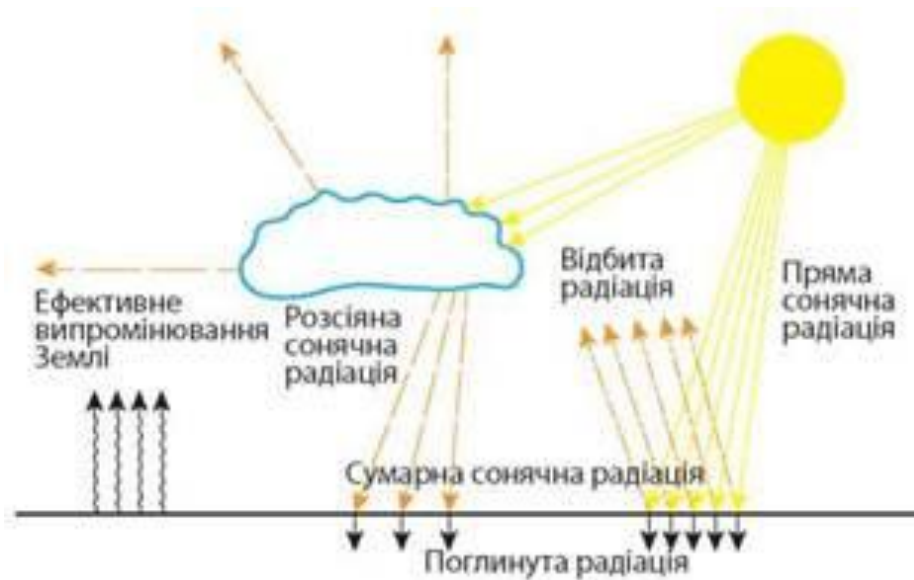 Відбита
радіація
Пряма
сонячна
радіація
Ефективне
випромінювання
Землі
Розсіяна
сонячна
радіація
Сумарна сонячна радіація
Поглинута радіація